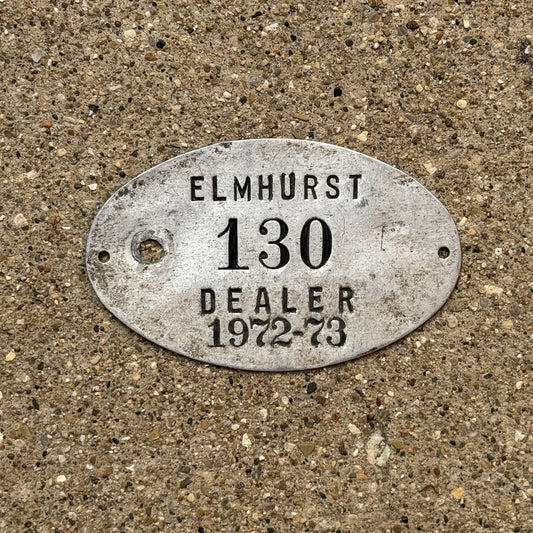 ELMHURST
130
DEALER
1972-73